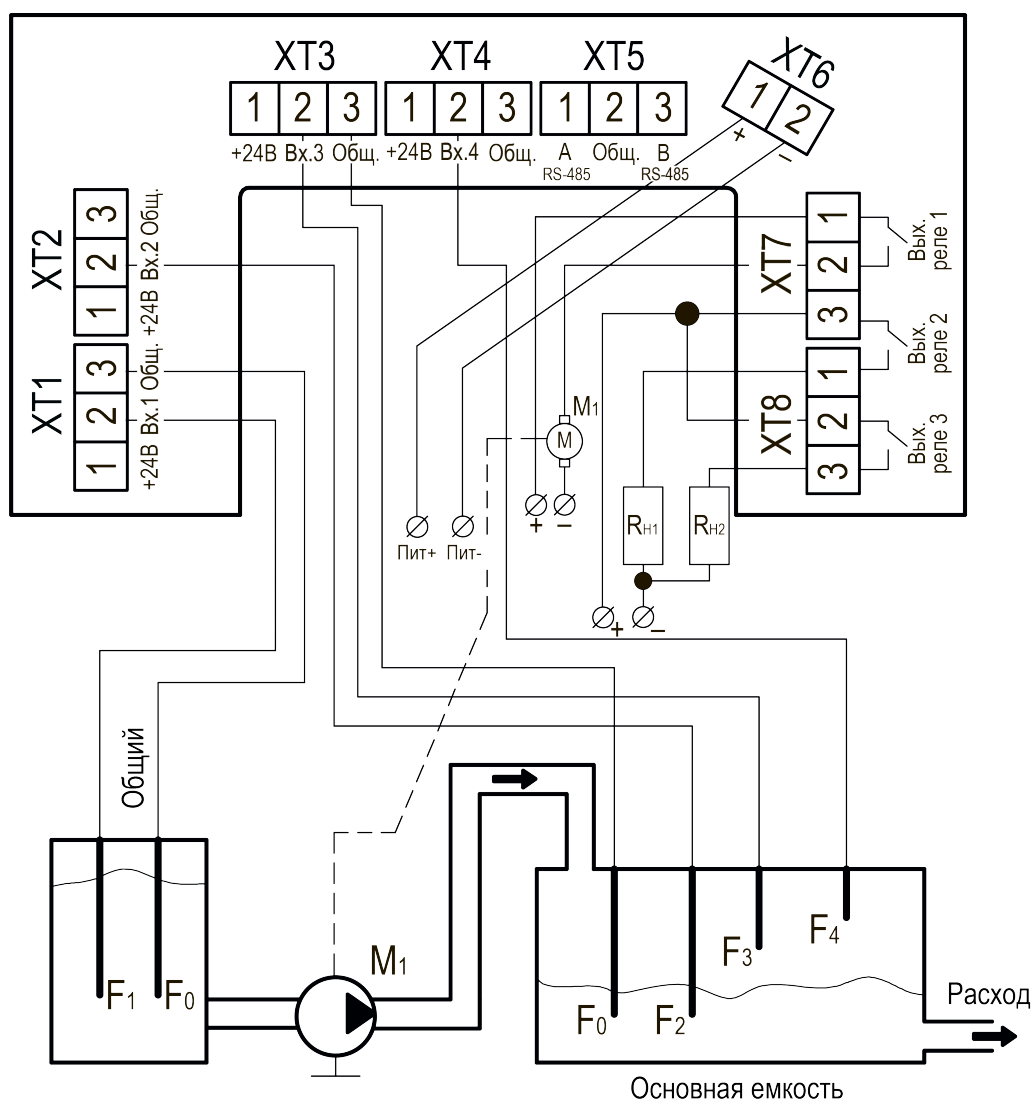 XT3 XT4 XT5 XT6
1 2 3 1 2 3 1 2 3 1 2
+24В Вх.3 Общ. +24В Вх.4 Общ. A Общ. B + −
RS-485 RS-485
XT2
3 Общ.
2 Вх.2
1 +24В
XT1
3 Общ.
2 Вх.1
1 +24В
XT7
1
2
3
Вых. реле 1
Вых. реле 2
XT8
1
2
3
Вых. реле 3
M1
M
+ −
Пит+ Пит-
RН1 RН2
+ −
Общий
F1 F0
M1
F0 F2 F3 F4
Расход
Основная емкость